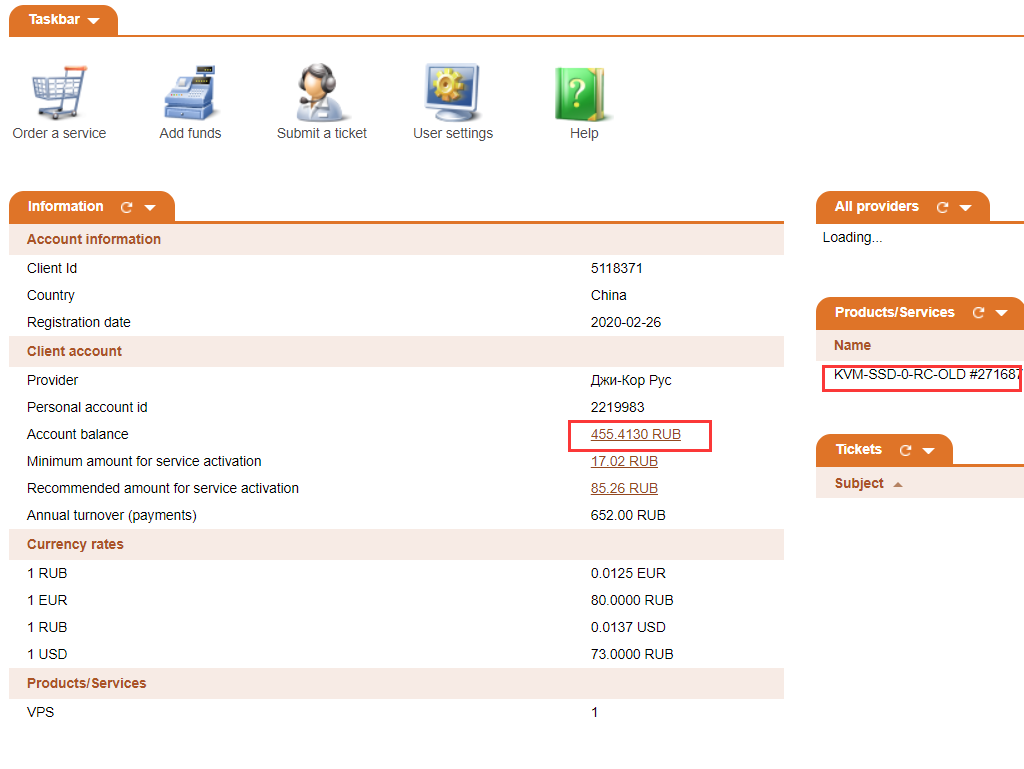 Taskbar
Order a service
Add funds
Submit a ticket
User settings
Help
Information
Account information
Client Id 5118371
Country China
Registration date 2020-02-26
Client account
Provider Джи-Кор Рус
Personal account id 2219983
Account balance 455.4130 RUB
Minimum amount for service activation 17.02 RUB
Recommended amount for service activation 85.26 RUB
Annual turnover (payments) 652.00 RUB
Currency rates
1 RUB 0.0125 EUR
1 EUR 80.0000 RUB
1 RUB 0.0137 USD
1 USD 73.0000 RUB
Products/Services
VPS 1
All providers
Loading...
Products/Services
Name
KVM-SSD-0-RC-OLD #271687
Tickets
Subject